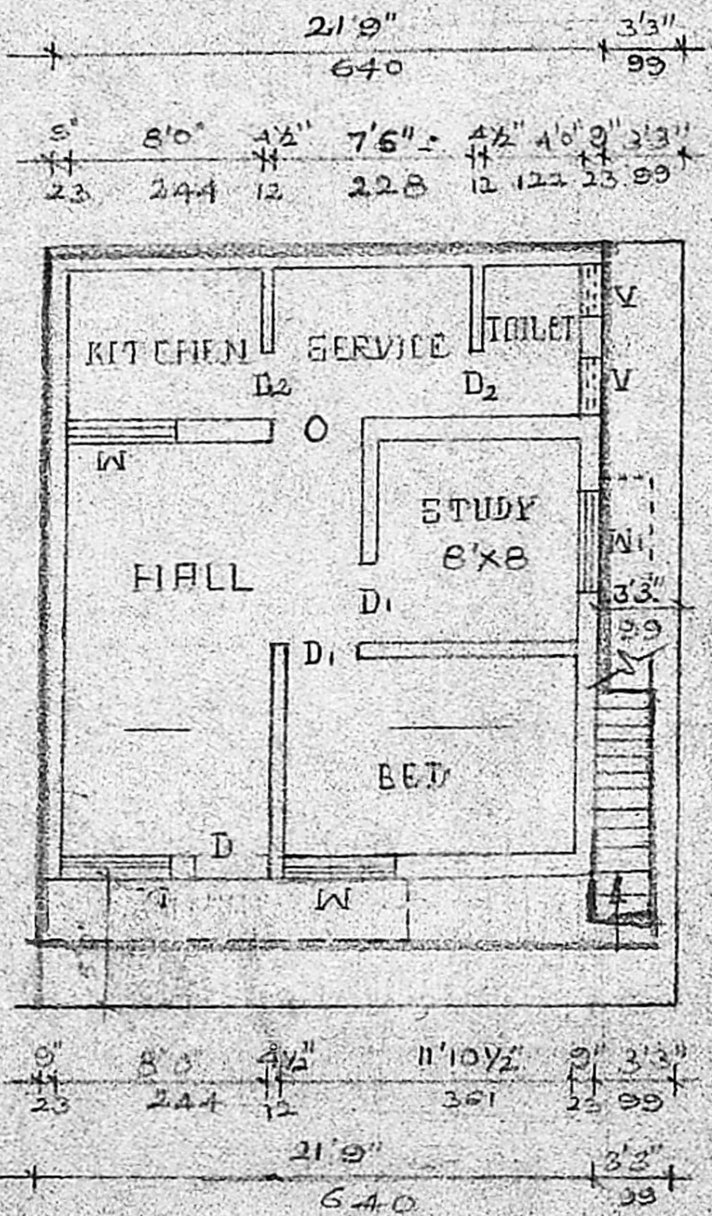 21'9" 3'3"
640 99
9" 8'0" 4½" 7'6" 4½" 4'0" 9" 3'3"
23 244 12 228 12 122 23 99
KITCHEN SERVICE TOILET V
D2 D2 V
W O
STUDY
8'X8 W1
HALL
D1 3'3"
99
D1
BED
D
W
9" 8'0" 4½" 11'10½" 9" 3'3"
23 244 12 361 23 99
21'9" 3'3"
640 99